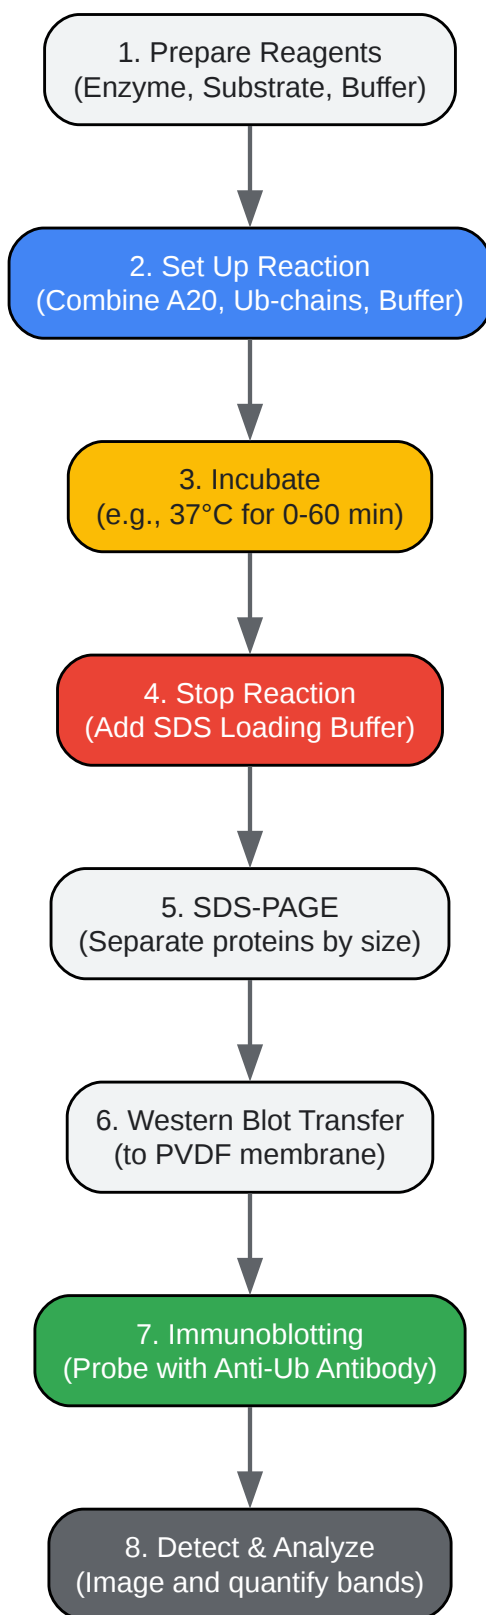 1. Prepare Reagents
(Enzyme, Substrate, Buffer)
2. Set Up Reaction
(Combine A20, Ub-chains, Buffer)
3. Incubate
(e.g., 37°C for 0-60 min)
4. Stop Reaction
(Add SDS Loading Buffer)
5. SDS-PAGE
(Separate proteins by size)
6. Western Blot Transfer
(to PVDF membrane)
7. Immunoblotting
(Probe with Anti-Ub Antibody)
8. Detect & Analyze
(Image and quantify bands)